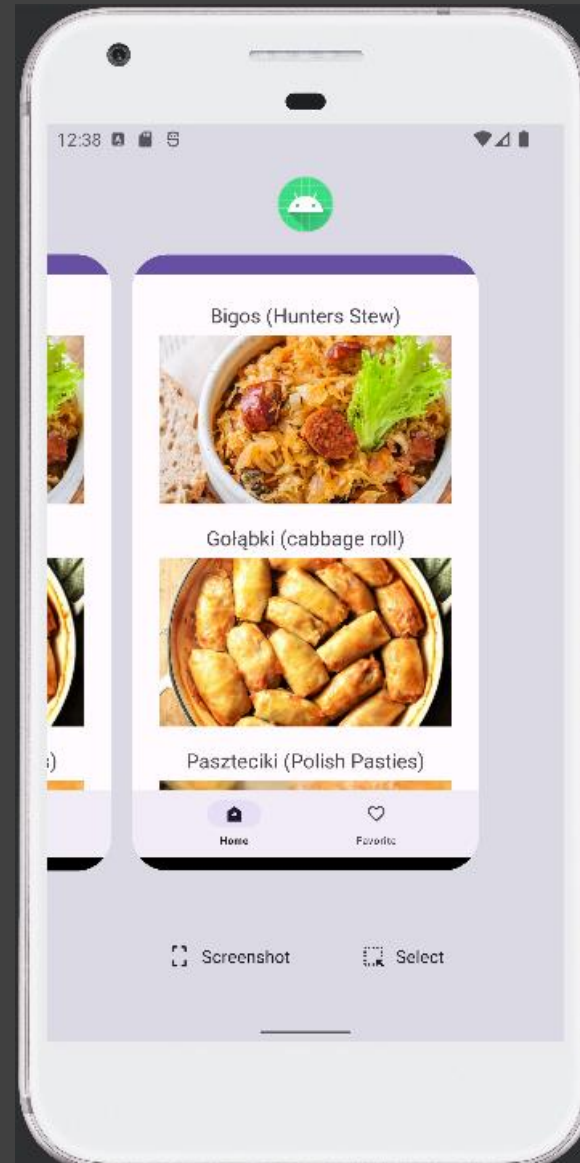 12:38
Bigos (Hunters Stew)
Gołąbki (cabbage roll)
s)
Paszteciki (Polish Pasties)
Home
Favorite
Screenshot
Select